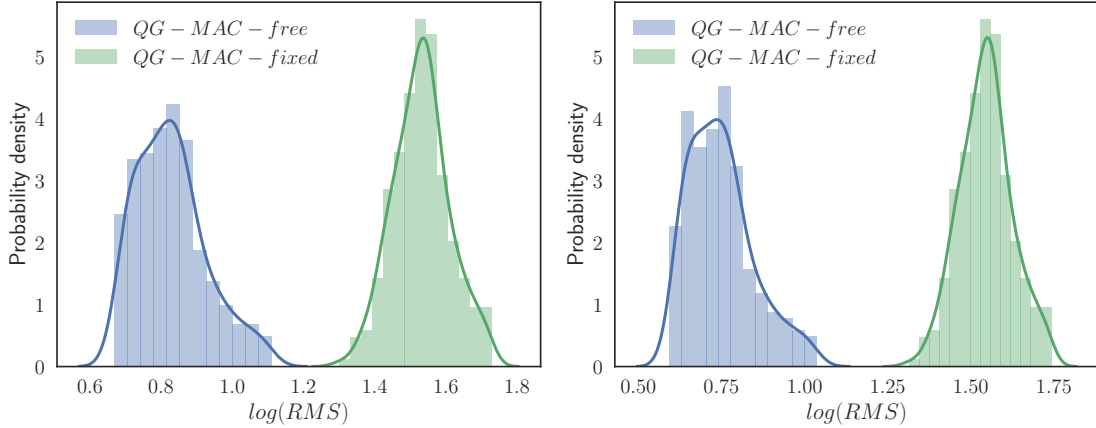 QG − MAC − free
QG − MAC − fixed
Probability density
5
4
3
2
1
0
0.6 0.8 1.0 1.2 1.4 1.6 1.8
log(RMS)
QG − MAC − free
QG − MAC − fixed
Probability density
5
4
3
2
1
0
0.50 0.75 1.00 1.25 1.50 1.75
log(RMS)